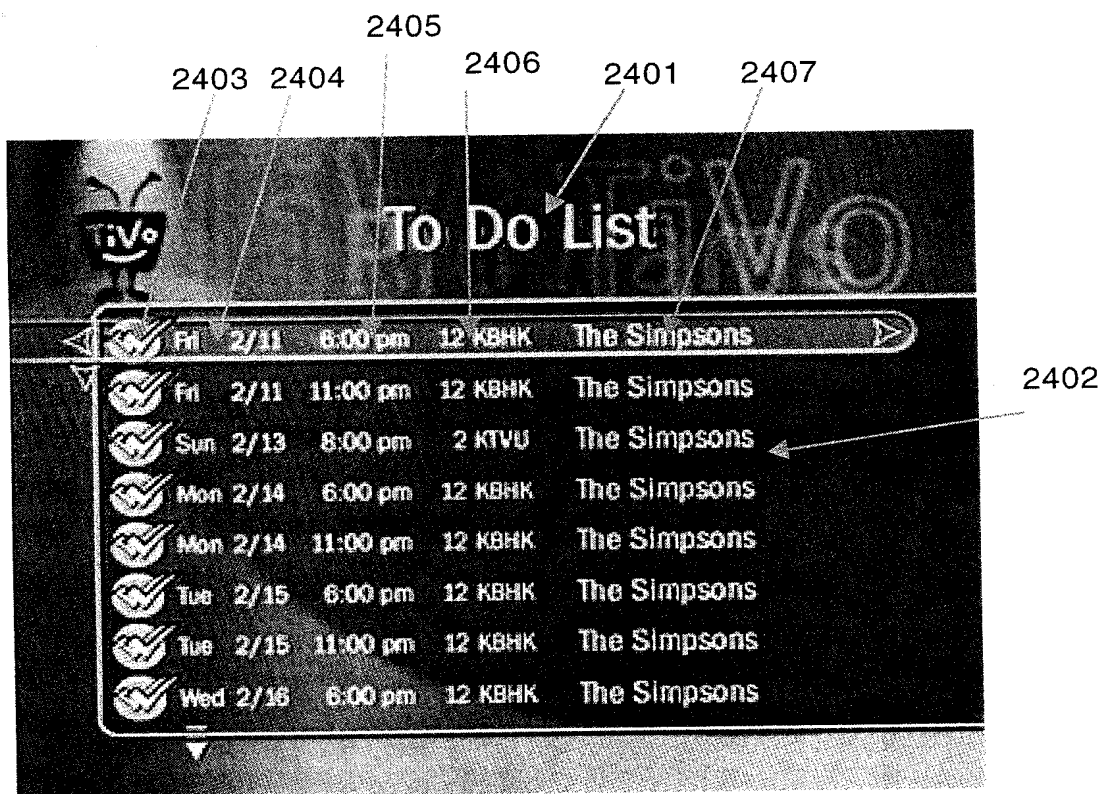 2405
2403 2404 2406 2401 2407
TiVo
TiVo
To Do List
Fri 2/11 6:00 pm 12 KBHK The Simpsons
Fri 2/11 11:00 pm 12 KBHK The Simpsons
2402
Sun 2/13 8:00 pm 2 KTVU The Simpsons
Mon 2/14 6:00 pm 12 KBHK The Simpsons
Mon 2/14 11:00 pm 12 KBHK The Simpsons
Tue 2/15 6:00 pm 12 KBHK The Simpsons
Tue 2/15 11:00 pm 12 KBHK The Simpsons
Wed 2/16 6:00 pm 12 KBHK The Simpsons